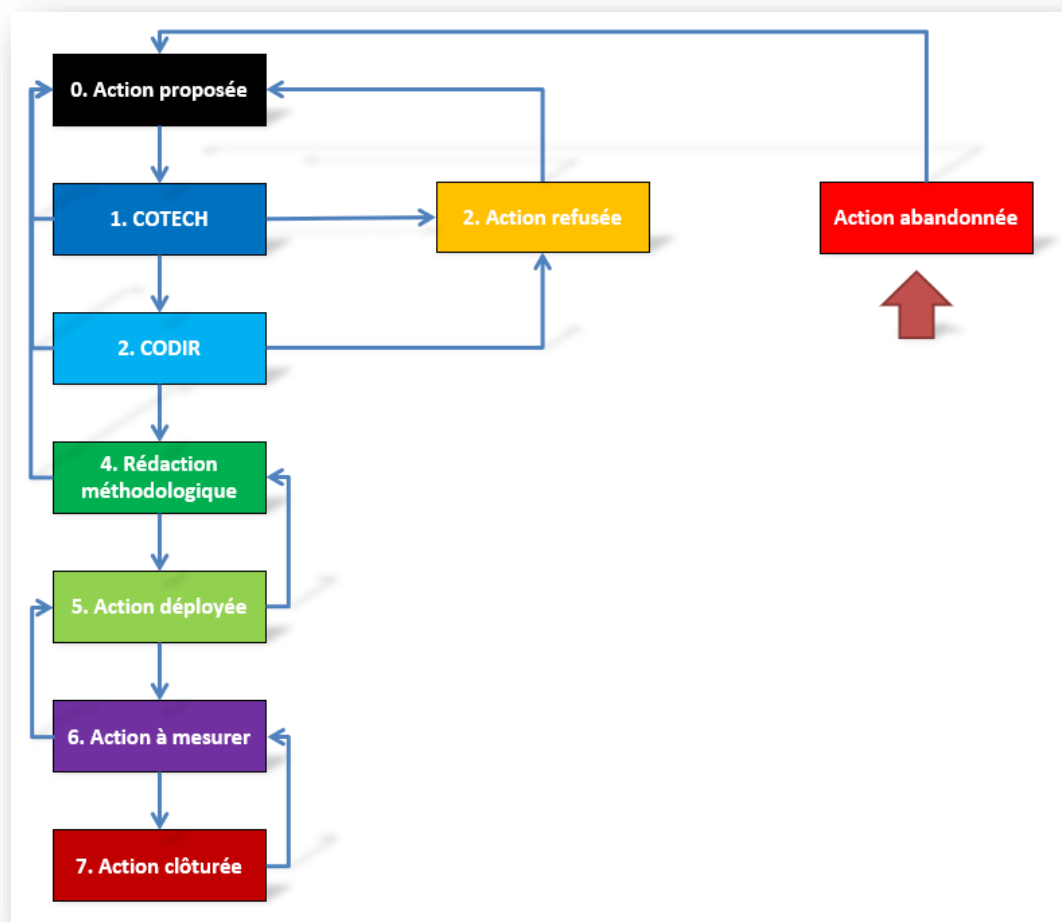 0. Action proposée
1. COTECH
2. Action refusée
Action abandonnée
2. CODIR
4. Rédaction
méthodologique
5. Action déployée
6. Action à mesurer
7. Action clôturée